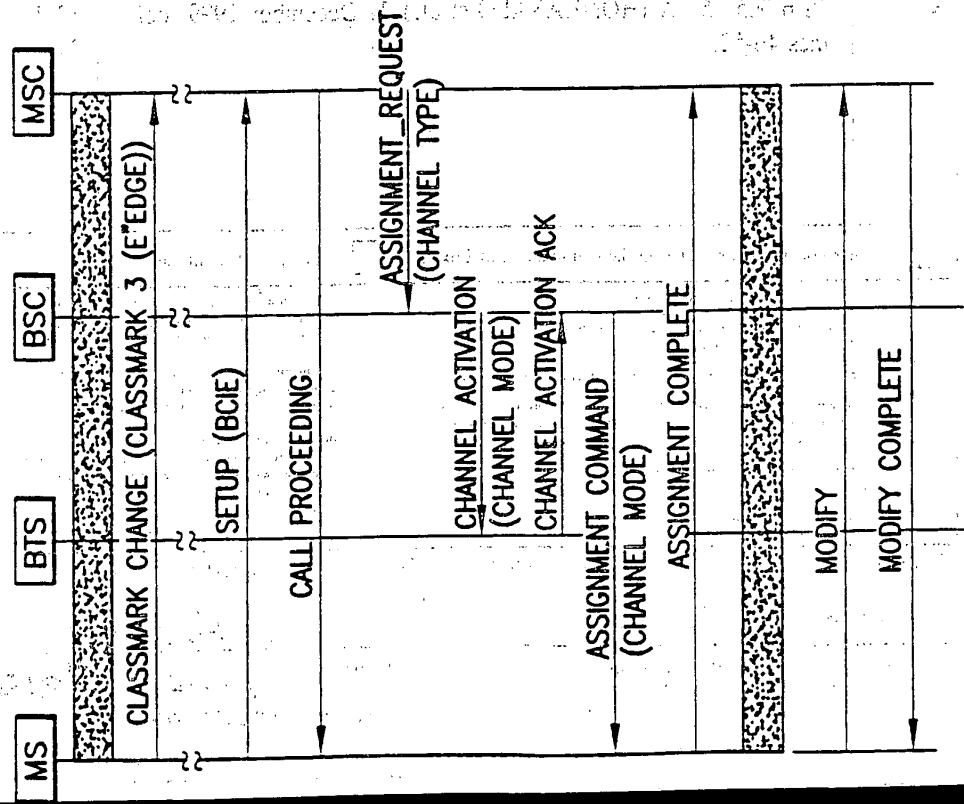 MS
BTS
BSC
MSC
CLASSMARK CHANGE (CLASSMARK 3 (E"EDGE))
SETUP (BCIE)
CALL PROCEEDING
ASSIGNMENT_REQUEST
(CHANNEL TYPE)
CHANNEL ACTIVATION
(CHANNEL MODE)
CHANNEL ACTIVATION ACK
ASSIGNMENT COMMAND
(CHANNEL MODE)
ASSIGNMENT COMPLETE
MODIFY
MODIFY COMPLETE